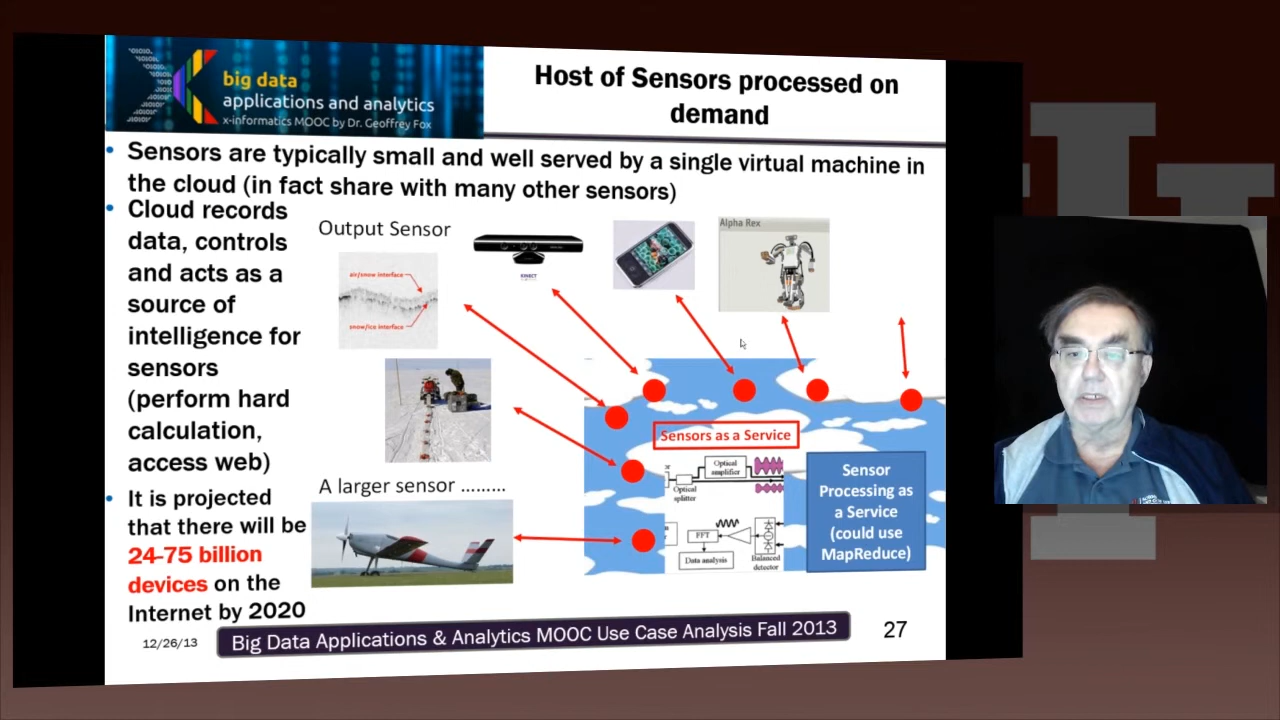 big data
applications and analytics
x-informatics MOOC by Dr. Geoffrey Fox
Host of Sensors processed on
demand
• Sensors are typically small and well served by a single virtual machine in
the cloud (in fact share with many other sensors)
• Cloud records
data, controls
and acts as a
source of
intelligence for
sensors
(perform hard
calculation,
access web)
• It is projected
that there will be
24-75 billion
devices on the
Internet by 2020
Output Sensor
air/snow interface
snow/ice interface
KINECT
Alpha Rex
A larger sensor .........
Sensors as a Service
Optical
amplifier
Optical
splitter
FFT
Data analysis
Balanced
detector
Sensor
Processing as
a Service
(could use
MapReduce)
12/26/13
Big Data Applications & Analytics MOOC Use Case Analysis Fall 2013
27